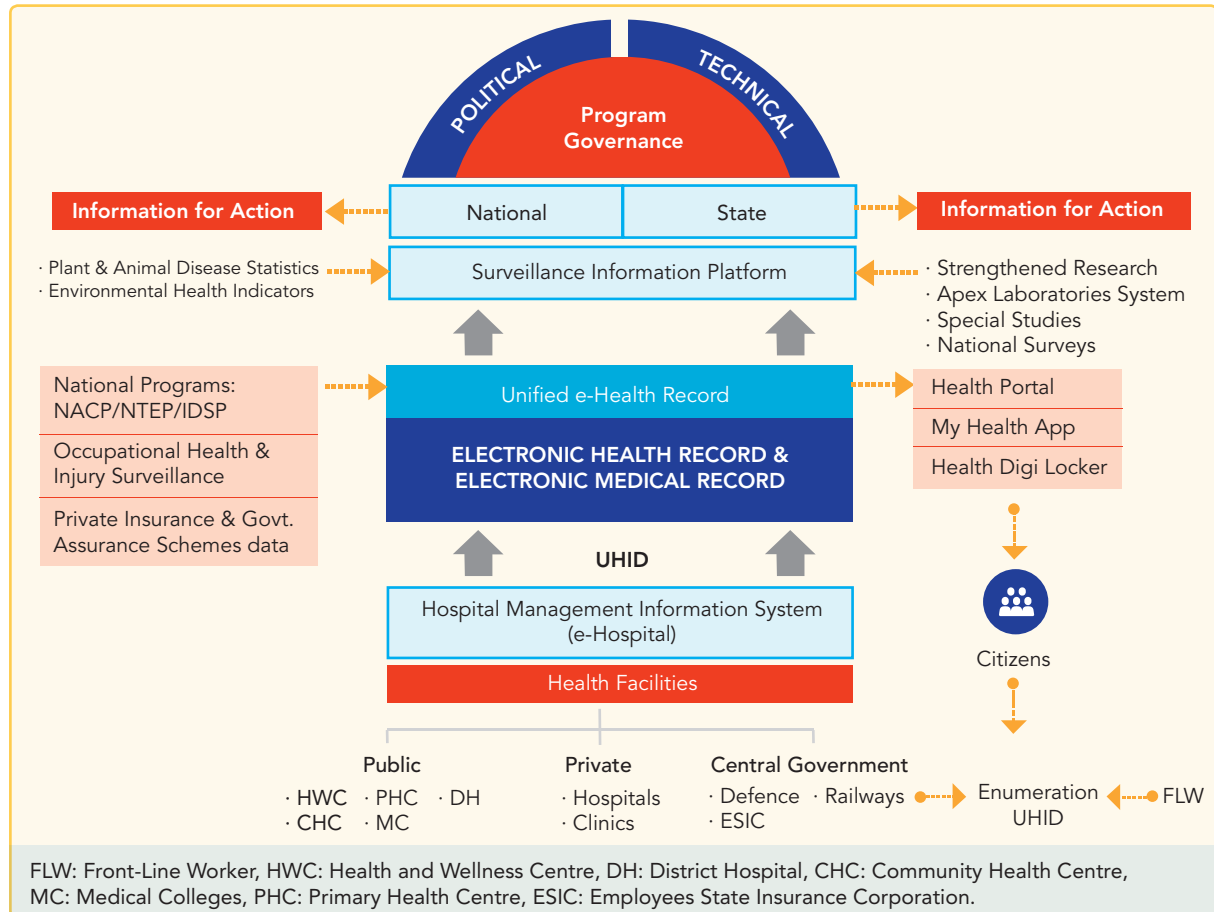 POLITICAL
TECHNICAL
Program
Governance
Information for Action
National
State
Information for Action
· Plant & Animal Disease Statistics
· Environmental Health Indicators
Surveillance Information Platform
· Strengthened Research
· Apex Laboratories System
· Special Studies
· National Surveys
National Programs:
NACP/NTEP/IDSP
Occupational Health &
Injury Surveillance
Private Insurance & Govt.
Assurance Schemes data
Unified e-Health Record
ELECTRONIC HEALTH RECORD &
ELECTRONIC MEDICAL RECORD
Health Portal
My Health App
Health Digi Locker
UHID
Hospital Management Information System
(e-Hospital)
Health Facilities
Citizens
Public
· HWC · PHC · DH
· CHC · MC
Private
· Hospitals
· Clinics
Central Government
· Defence · Railways
· ESIC
Enumeration
UHID
FLW
FLW: Front-Line Worker, HWC: Health and Wellness Centre, DH: District Hospital, CHC: Community Health Centre,
MC: Medical Colleges, PHC: Primary Health Centre, ESIC: Employees State Insurance Corporation.